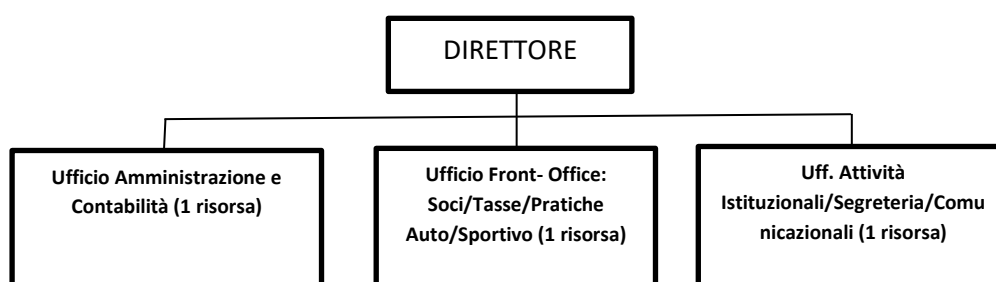 DIRETTORE
Ufficio Amministrazione e
Contabilità (1 risorsa)
Ufficio Front- Office:
Soci/Tasse/Pratiche
Auto/Sportivo (1 risorsa)
Uff. Attività
Istituzionali/Segreteria/Comu
nicazionali (1 risorsa)